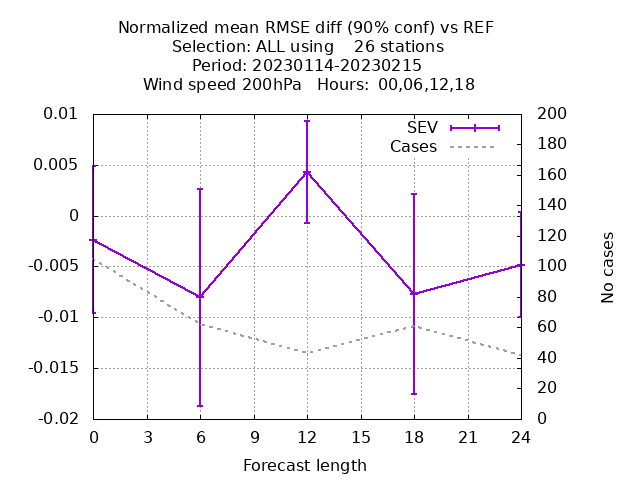 Normalized mean RMSE diff (90% conf) vs REF
Selection: ALL using    26 stations
Period: 20230114-20230215
Wind speed 200hPa   Hours:  00,06,12,18
0.01
0.005
0
-0.005
-0.01
-0.015
-0.02
SEV
Cases
200
180
160
140
120
100
80
60
40
20
0
No cases
0 3 6 9 12 15 18 21 24
Forecast length